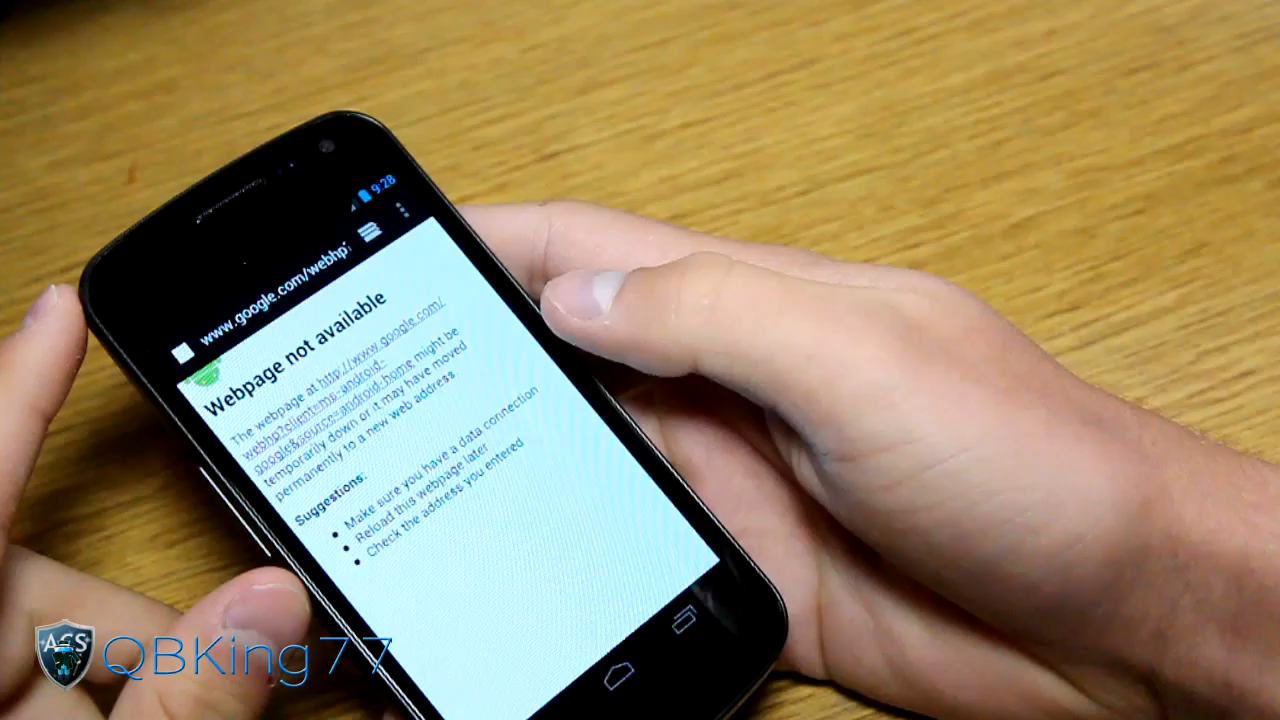 9:28
www.google.com/webhp?
Webpage not available
The webpage at http://www.google.com/
webhp?client=ms-android-
google&source=android-home might be
temporarily down or it may have moved
permanently to a new web address
Suggestions:
Make sure you have a data connection
Reload this webpage later
Check the address you entered
ACS
QBKing77